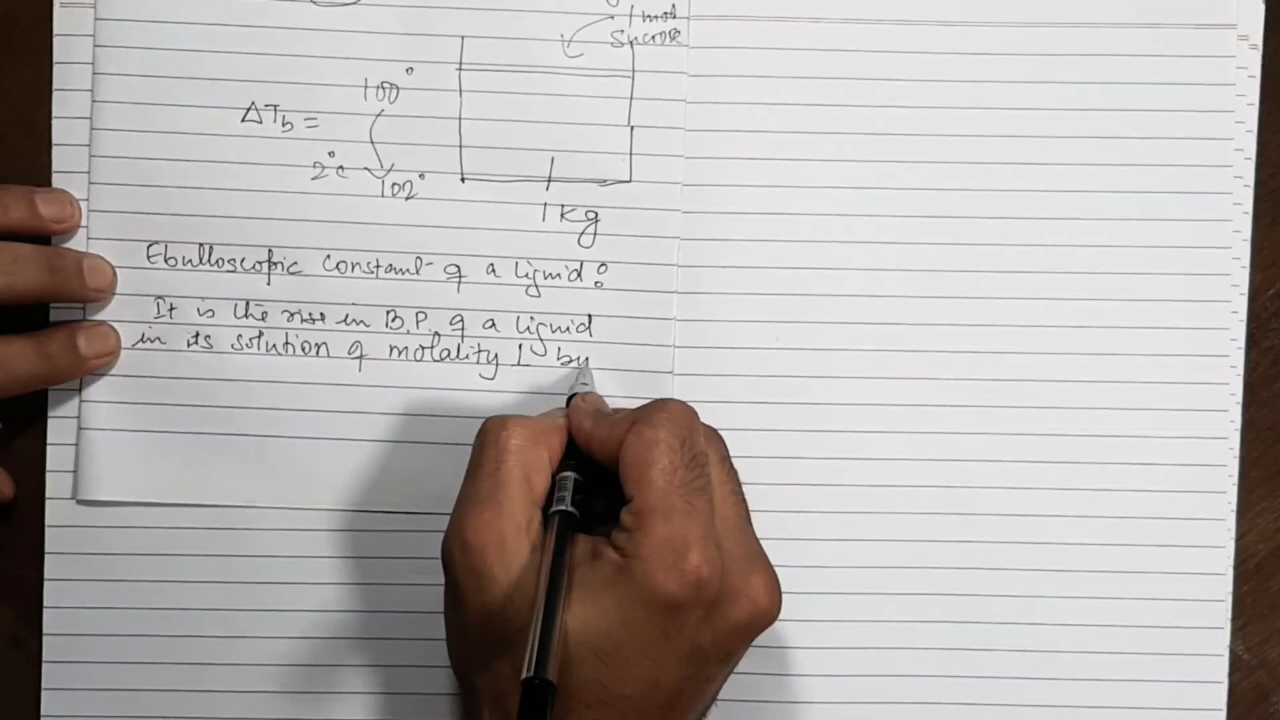 1 mol
Sucrose
100°
ΔTb =
2°c
102°
1 kg
Ebulloscopic constant of a liquid:
It is the rise in B.P. of a liquid
in its solution of molality 1 by